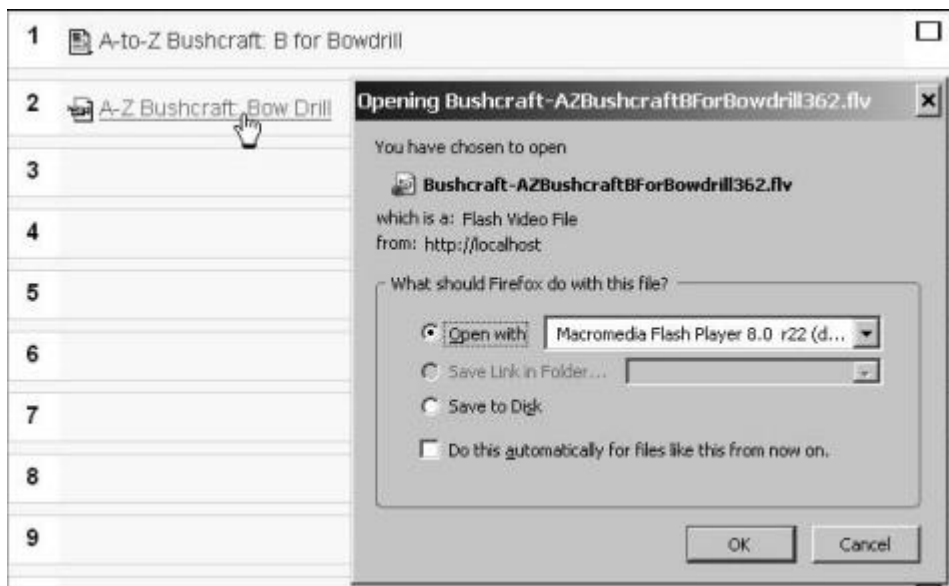 1 A-to-Z Bushcraft: B for Bowdrill
2 A-Z Bushcraft: Bow Drill
3
4
5
6
7
8
9
Opening Bushcraft-AZBushcraftBForBowdrill362.flv
You have chosen to open
Bushcraft-AZBushcraftBForBowdrill362.flv
which is a: Flash Video File
from: http://localhost
What should Firefox do with this file?
Open with Macromedia Flash Player 8.0 r22 (d...
Save Link in Folder...
Save to Disk
Do this automatically for files like this from now on.
OK Cancel